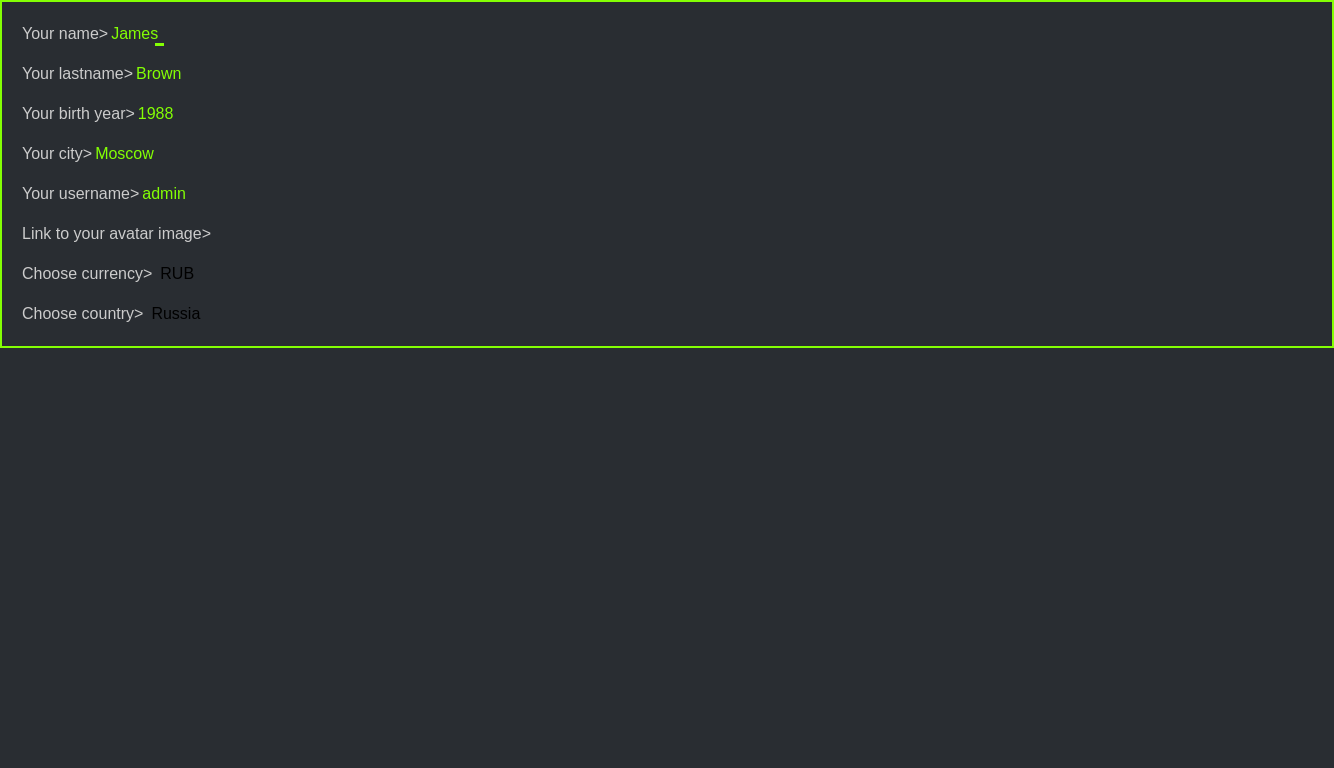 Your name> James
Your lastname> Brown
Your birth year> 1988
Your city> Moscow
Your username> admin
Link to your avatar image>
Choose currency> RUB
Choose country> Russia